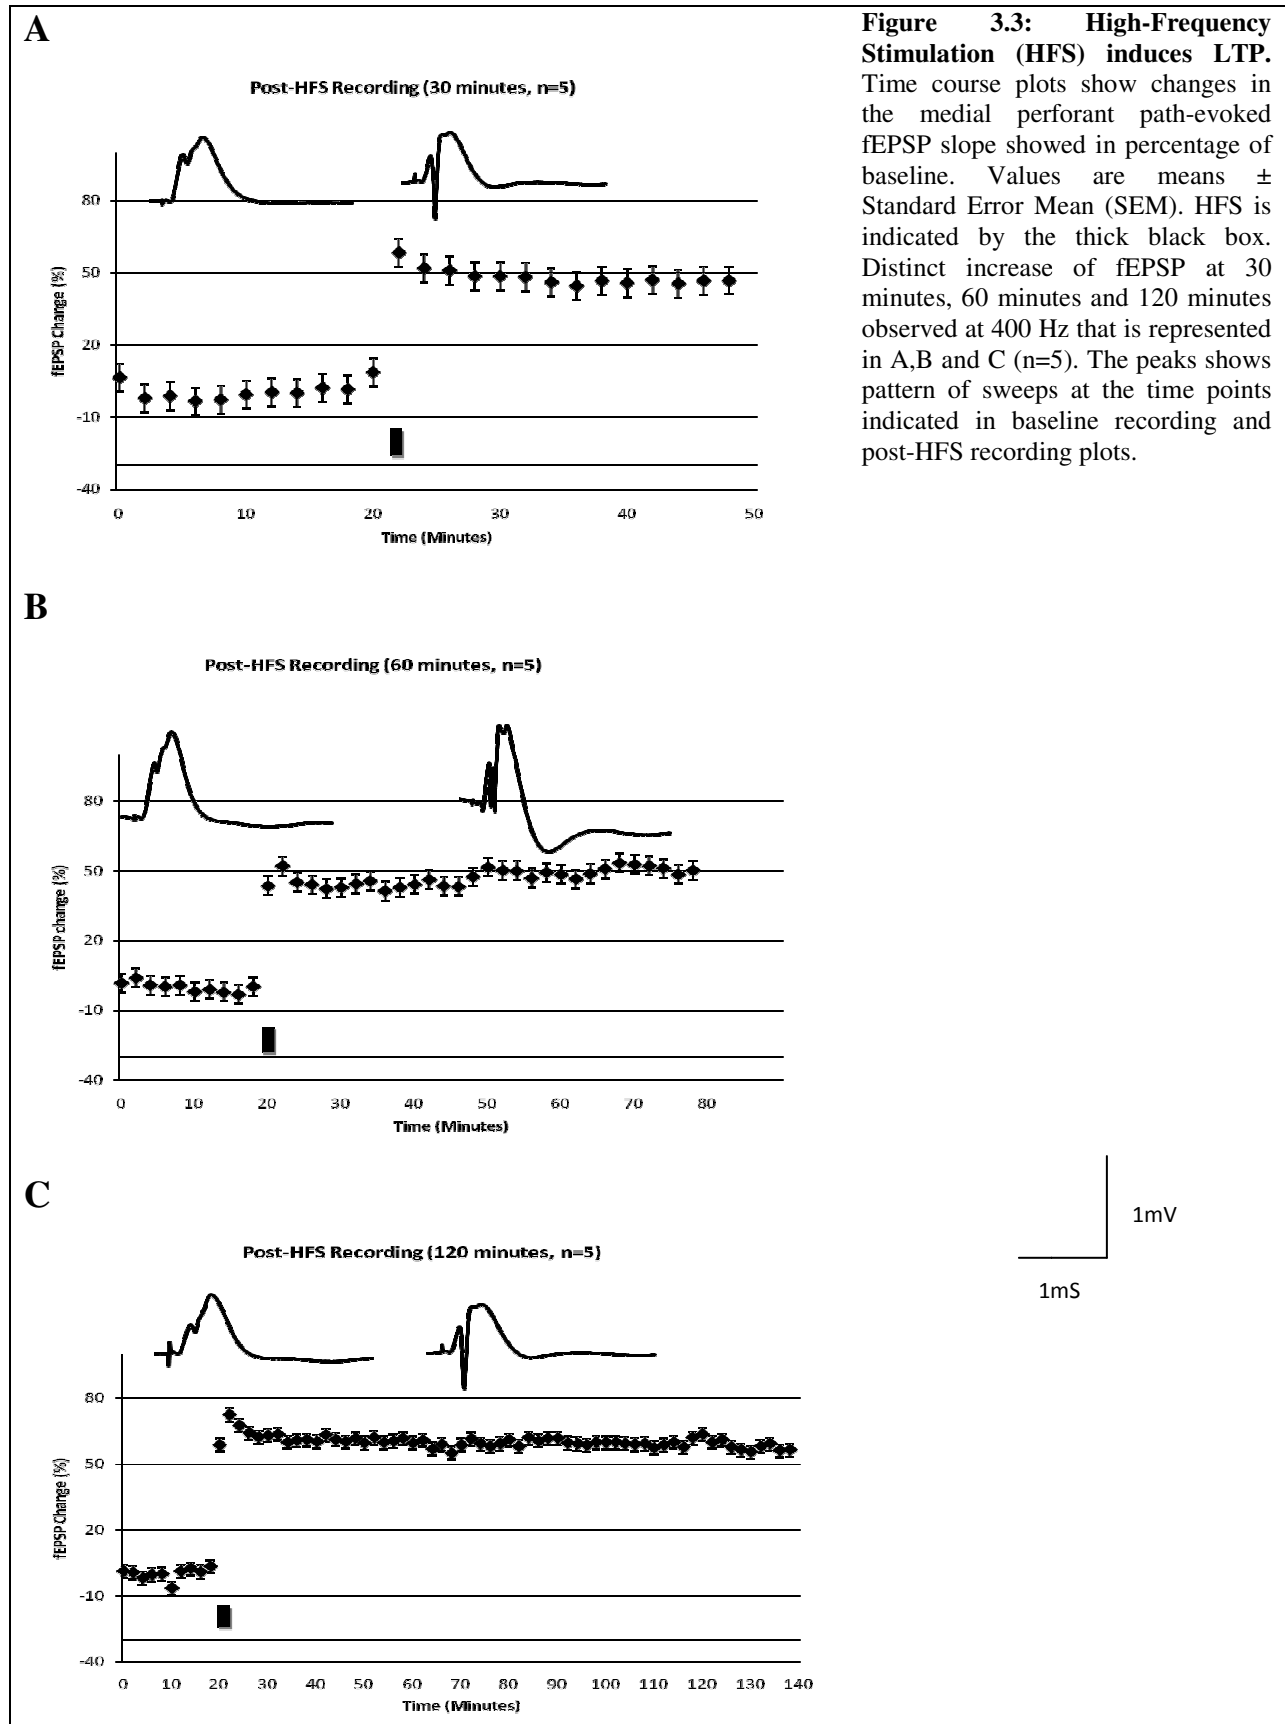 A
Figure 3.3: High-Frequency
Stimulation (HFS) induces LTP.
Time course plots show changes in
the medial perforant path-evoked
fEPSP slope showed in percentage of
baseline. Values are means ±
Standard Error Mean (SEM). HFS is
indicated by the thick black box.
Distinct increase of fEPSP at 30
minutes, 60 minutes and 120 minutes
observed at 400 Hz that is represented
in A,B and C (n=5). The peaks shows
pattern of sweeps at the time points
indicated in baseline recording and
post-HFS recording plots.
Post-HFS Recording (30 minutes, n=5)
fEPSP Change (%)
80
50
20
-10
-40
0 10 20 30 40 50
Time (Minutes)
B
Post-HFS Recording (60 minutes, n=5)
fEPSP change (%)
80
50
20
-10
-40
0 10 20 30 40 50 60 70 80
Time (Minutes)
C
1mV
1mS
Post-HFS Recording (120 minutes, n=5)
fEPSP Change (%)
80
50
20
-10
-40
0 10 20 30 40 50 60 70 80 90 100 110 120 130 140
Time (Minutes)